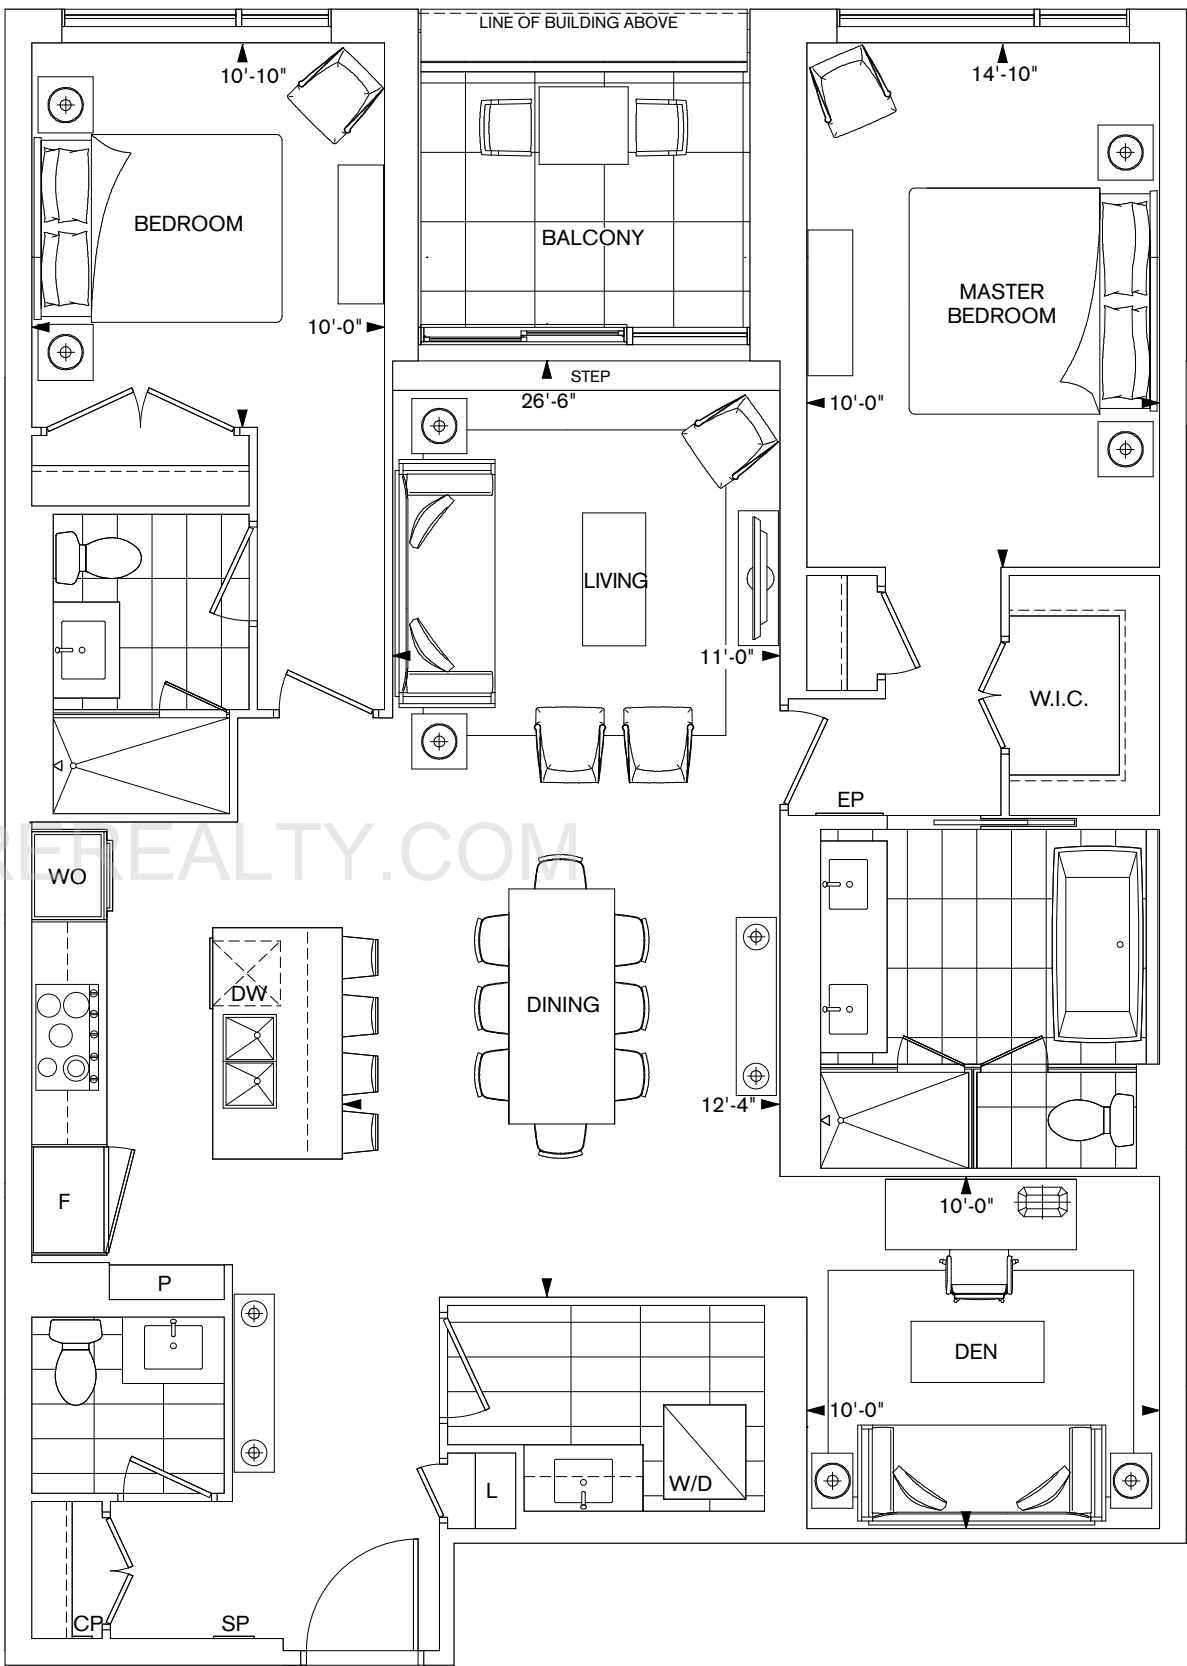 LINE OF BUILDING ABOVE
10'-10"
14'-10"
BEDROOM
BALCONY
MASTER
BEDROOM
10'-0"
STEP
26'-6"
10'-0"
LIVING
11'-0"
W.I.C.
EP
REREALTY.COM
WO
DW
DINING
12'-4"
F
10'-0"
P
DEN
10'-0"
L
W/D
CP
SP